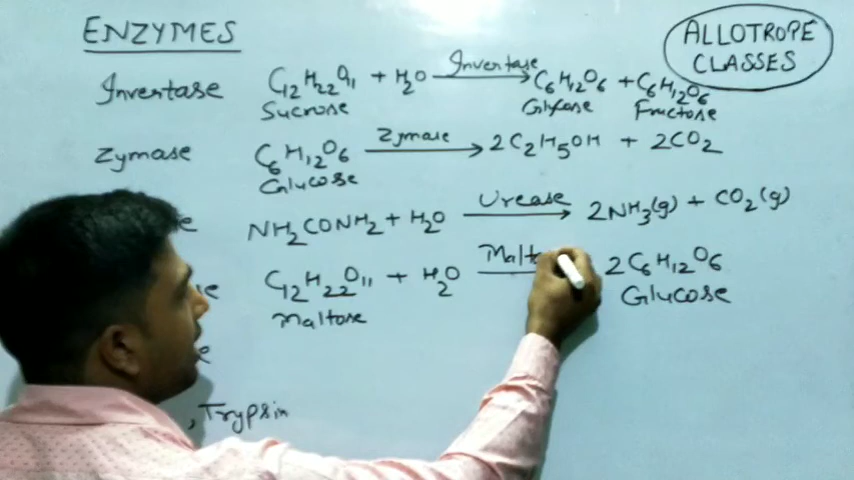 ENZYMES
ALLOTROPE
CLASSES
Invertase C12H22O11 + H2O Invertase C6H12O6 + C6H12O6
Sucrose Fructose
Zymase C6H12O6 Zymase 2C2H5OH + 2CO2
Glucose
NH2CONH2 + H2O Urease 2NH3(g) + CO2(g)
C12H22O11 + H2O 2C6H12O6
Maltose Glucose
, Trypsin